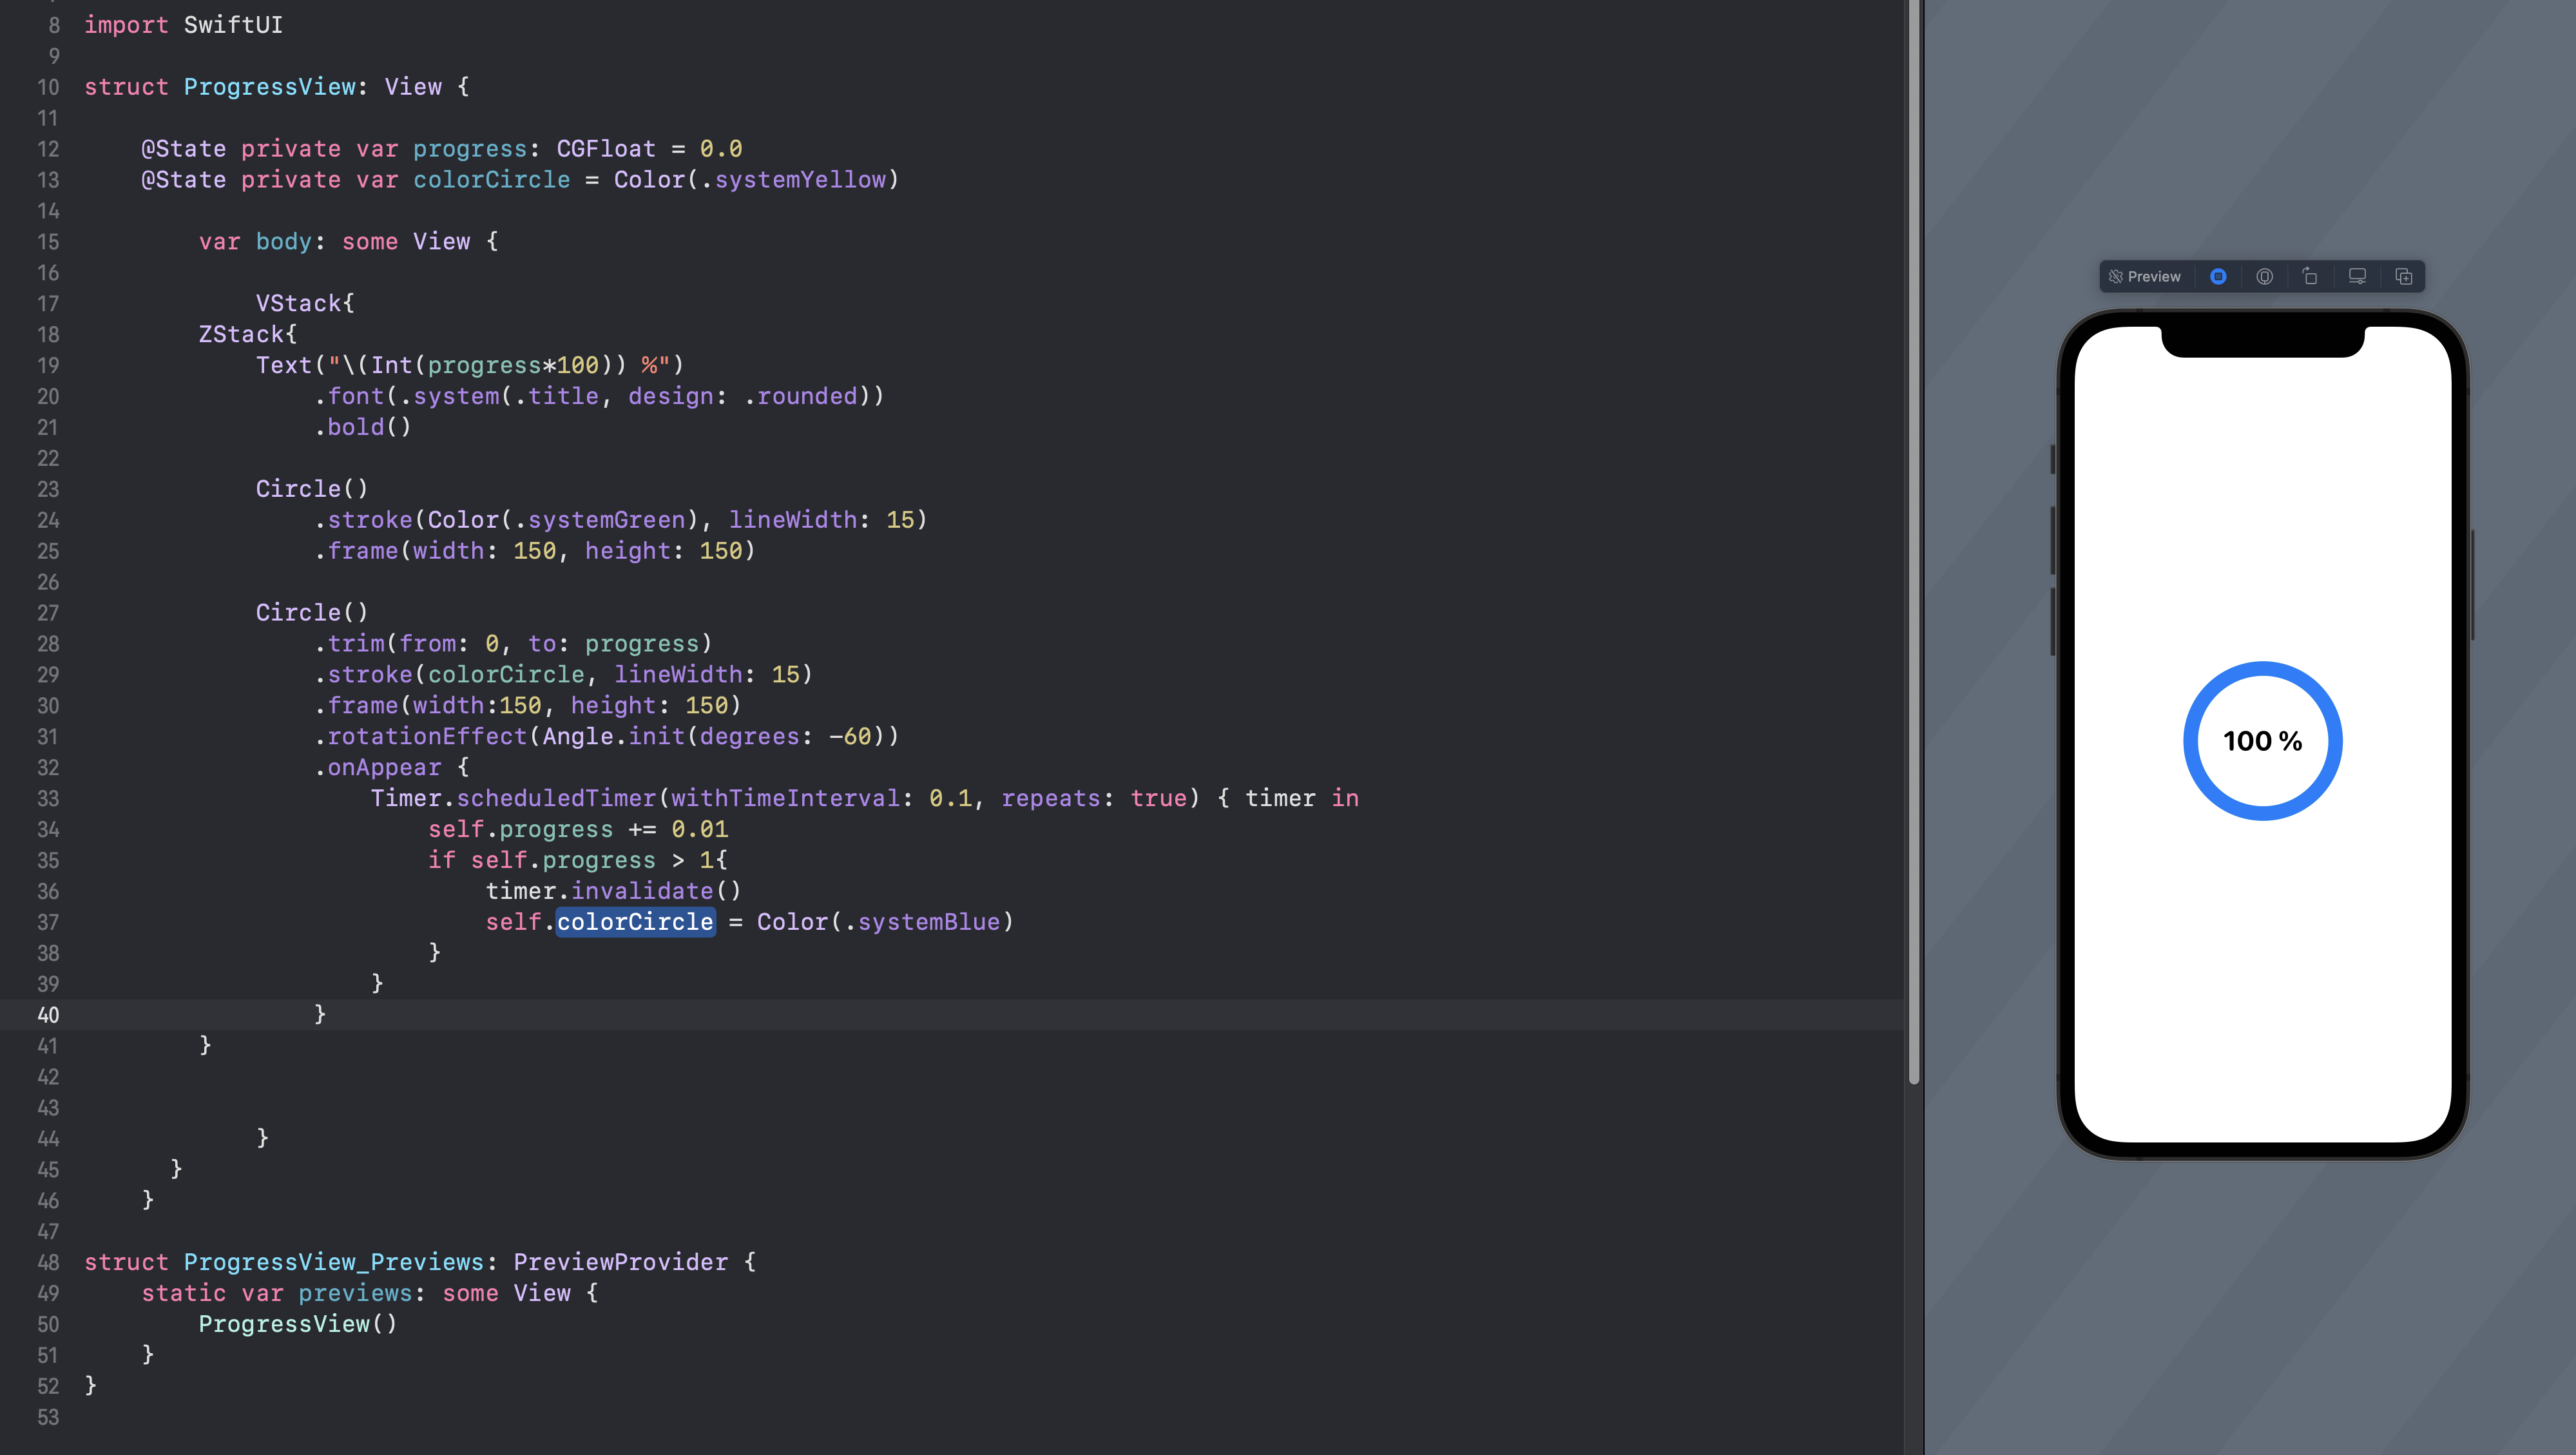 8 import SwiftUI
9
10 struct ProgressView: View {
11
12     @State private var progress: CGFloat = 0.0
13     @State private var colorCircle = Color(.systemYellow)
14
15         var body: some View {
16
17             VStack{
18         ZStack{
19             Text("\(Int(progress*100)) %")
20                 .font(.system(.title, design: .rounded))
21                 .bold()
22
23             Circle()
24                 .stroke(Color(.systemGreen), lineWidth: 15)
25                 .frame(width: 150, height: 150)
26
27             Circle()
28                 .trim(from: 0, to: progress)
29                 .stroke(colorCircle, lineWidth: 15)
30                 .frame(width:150, height: 150)
31                 .rotationEffect(Angle.init(degrees: -60))
32                 .onAppear {
33                     Timer.scheduledTimer(withTimeInterval: 0.1, repeats: true) { timer in
34                         self.progress += 0.01
35                         if self.progress > 1{
36                             timer.invalidate()
37                             self.colorCircle = Color(.systemBlue)
38                         }
39                     }
40                 }
41         }
42
43
44             }
45       }
46     }
47
48 struct ProgressView_Previews: PreviewProvider {
49     static var previews: some View {
50         ProgressView()
51     }
52 }
53
Preview
100 %